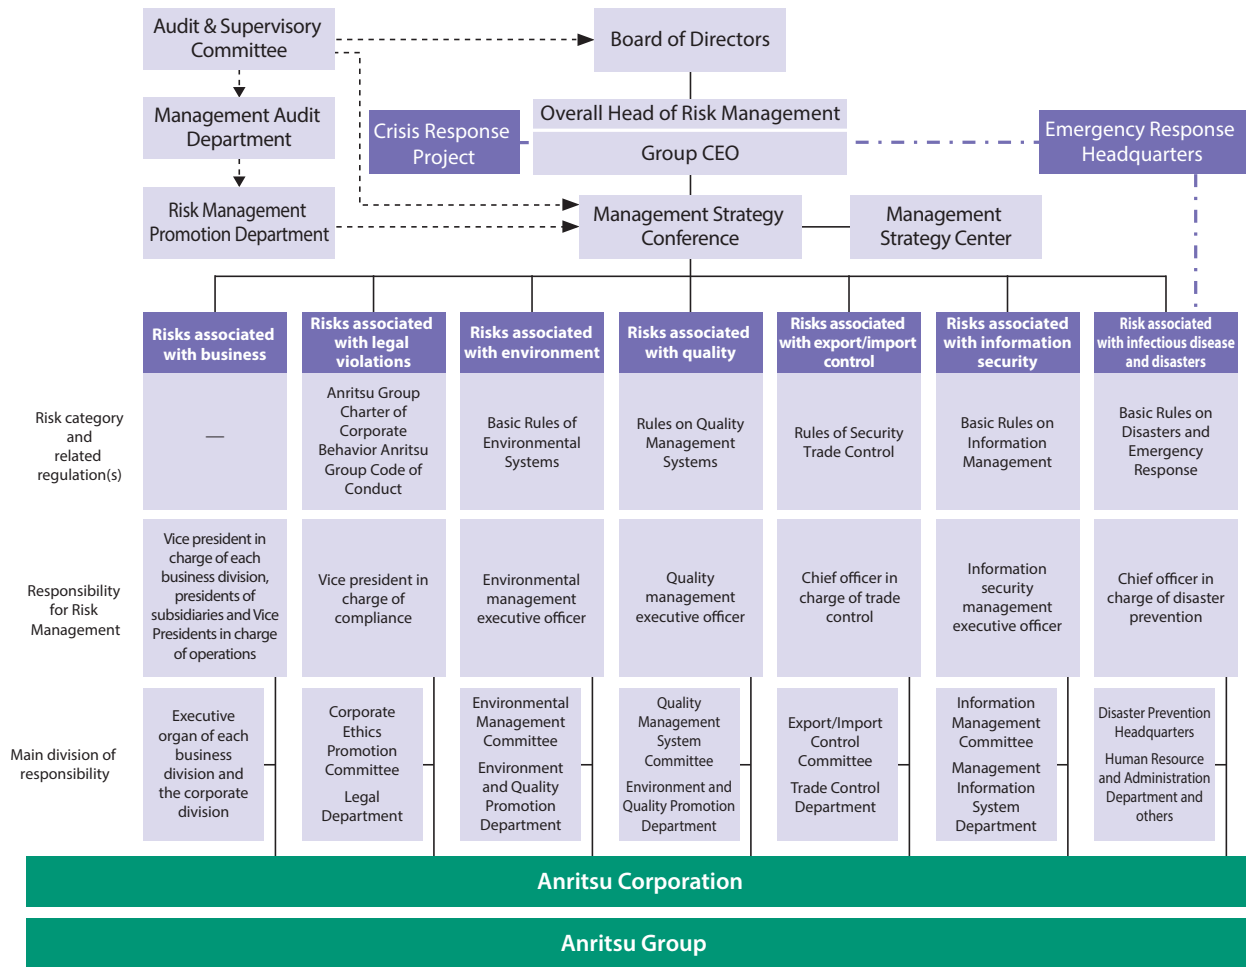 Audit & Supervisory
Committee
Board of Directors
Management Audit
Department
Crisis Response
Project
Overall Head of Risk Management
Group CEO
Emergency Response
Headquarters
Risk Management
Promotion Department
Management Strategy
Conference
Management
Strategy Center
Risks associated
with business
Risks associated
with legal
violations
Risks associated
with environment
Risks associated
with quality
Risks associated
with export/import
control
Risks associated
with information
security
Risk associated
with infectious disease
and disasters
Risk category
and
related
regulation(s)
—
Anritsu Group
Charter of
Corporate
Behavior Anritsu
Group Code of
Conduct
Basic Rules of
Environmental
Systems
Rules on Quality
Management
Systems
Rules of Security
Trade Control
Basic Rules on
Information
Management
Basic Rules on
Disasters and
Emergency
Response
Responsibility
for Risk
Management
Vice president in
charge of each
business division,
presidents of
subsidiaries and Vice
Presidents in charge
of operations
Vice president in
charge of
compliance
Environmental
management
executive officer
Quality
management
executive officer
Chief officer in
charge of trade
control
Information
security
management
executive officer
Chief officer in
charge of disaster
prevention
Main division of
responsibility
Executive
organ of each
business
division and
the corporate
division
Corporate
Ethics
Promotion
Committee
Legal
Department
Environmental
Management
Committee
Environment
and Quality
Promotion
Department
Quality
Management
System
Committee
Environment and
Quality Promotion
Department
Export/Import
Control
Committee
Trade Control
Department
Information
Management
Committee
Management
Information
System
Department
Disaster Prevention
Headquarters
Human Resource
and Administration
Department and
others
Anritsu Corporation
Anritsu Group